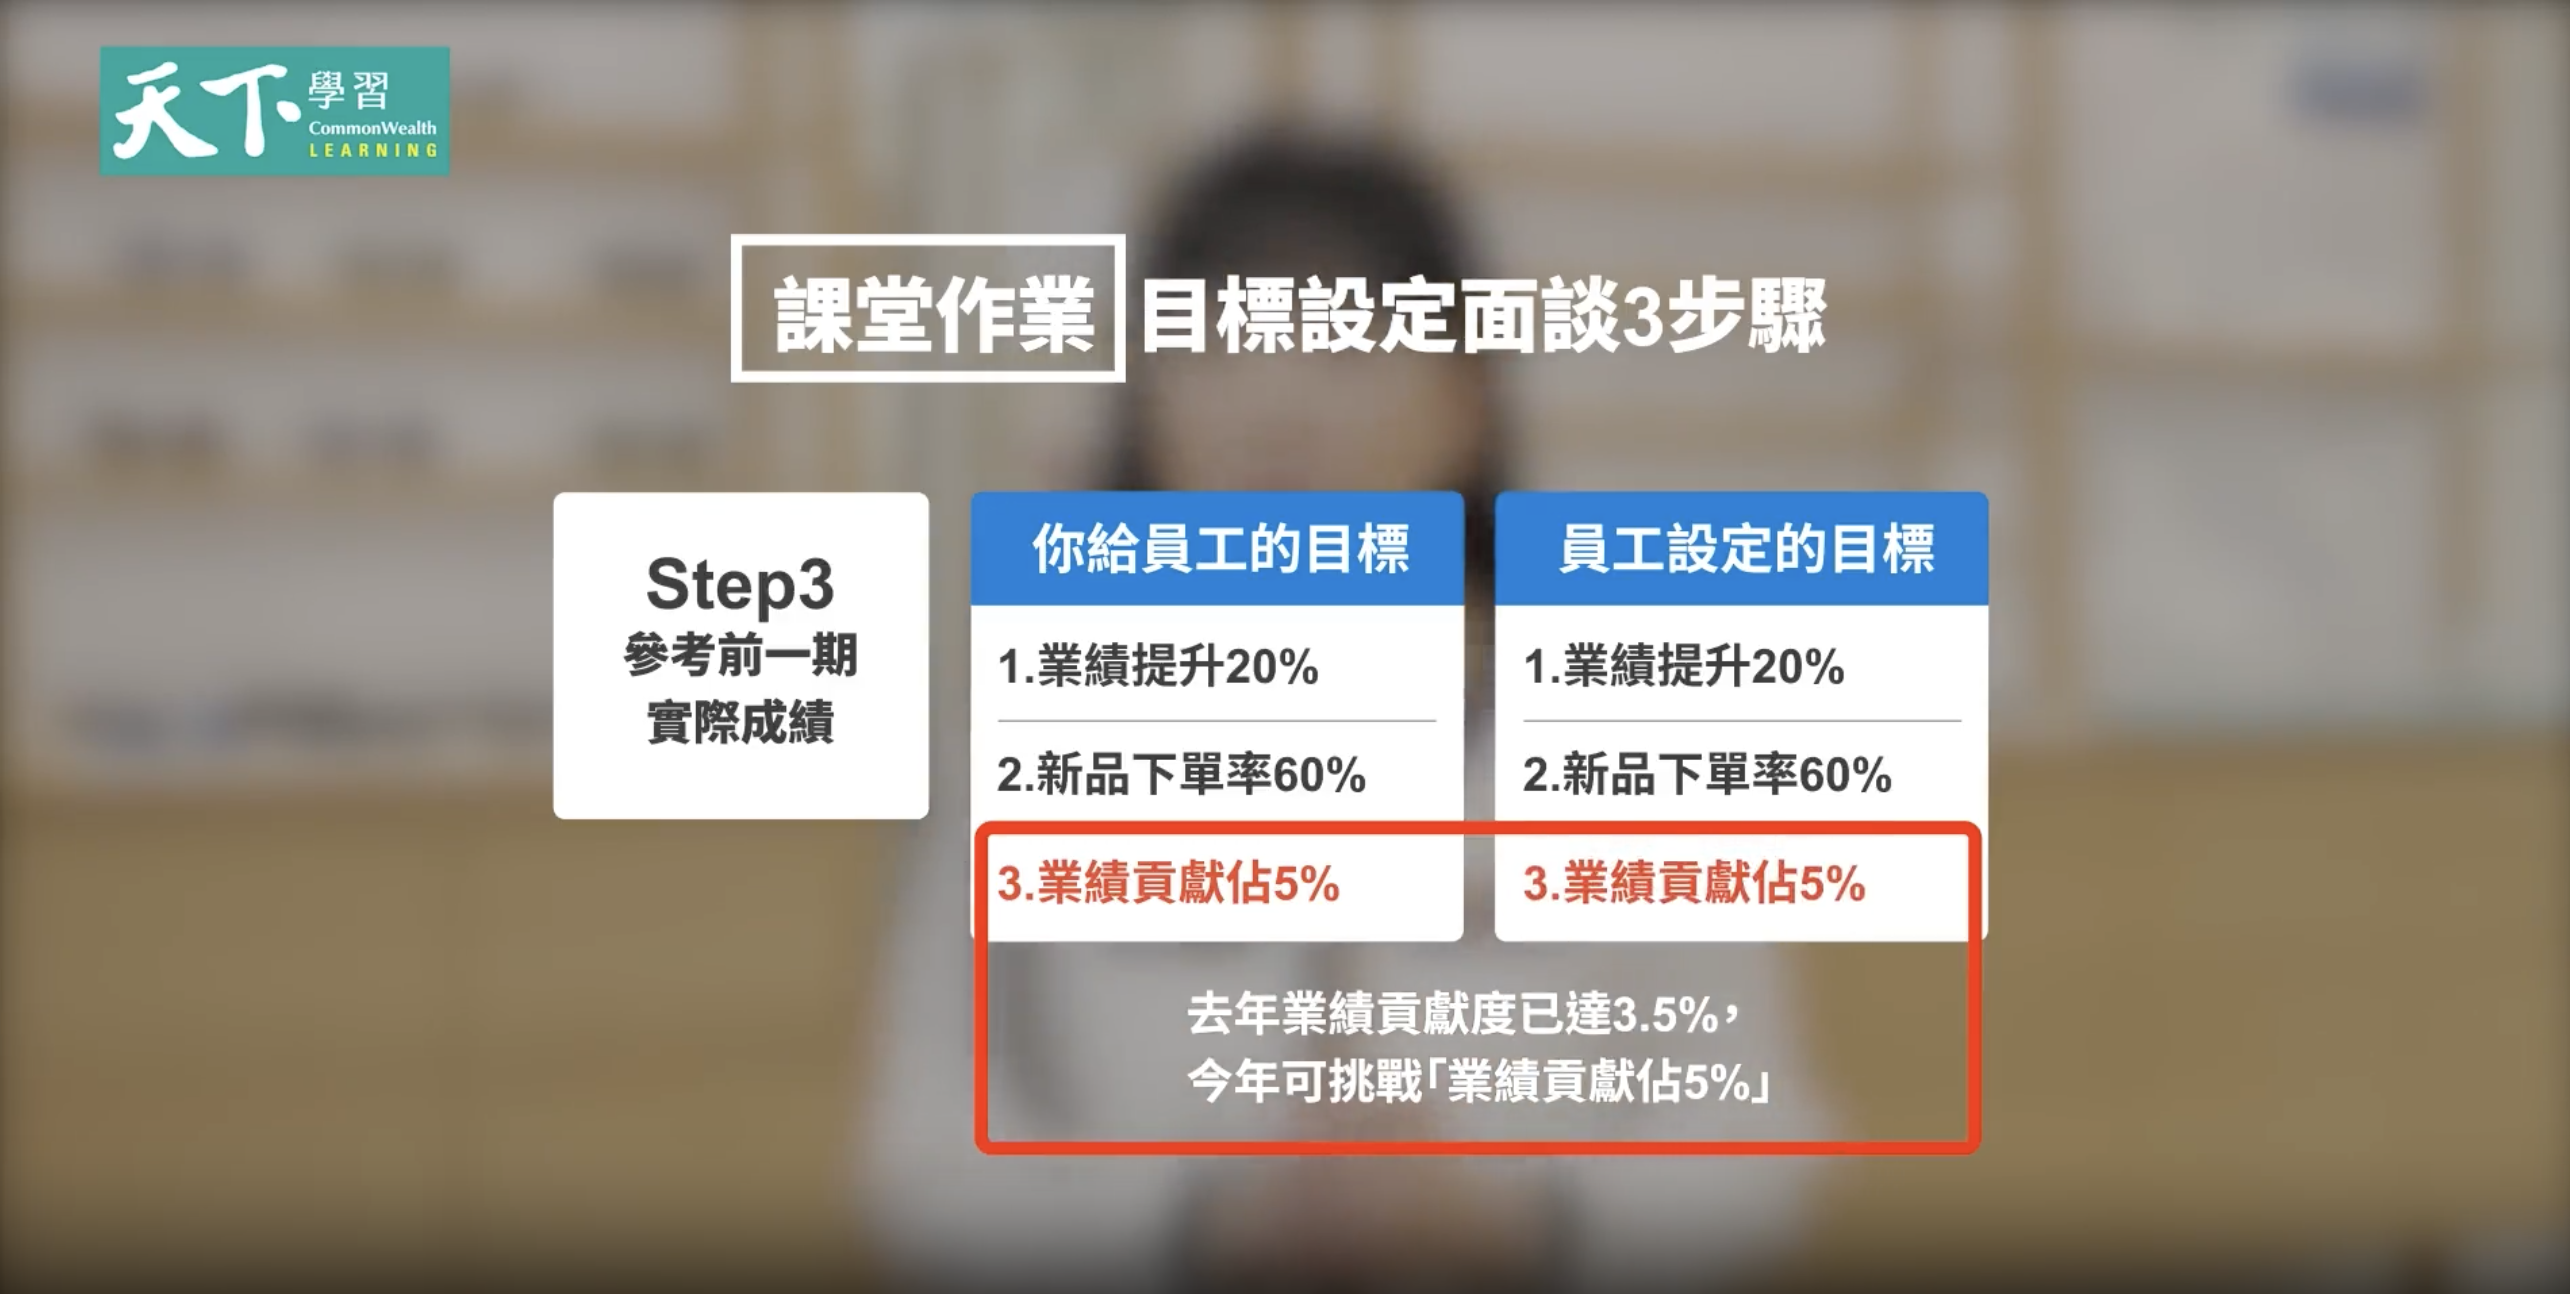 天下學習
CommonWealth
LEARNING
課堂作業 目標設定面談3步驟
Step3
參考前一期
實際成績
你給員工的目標
1.業績提升20%
2.新品下單率60%
3.業績貢獻佔5%
員工設定的目標
1.業績提升20%
2.新品下單率60%
3.業績貢獻佔5%
去年業績貢獻度已達3.5%，
今年可挑戰「業績貢獻佔5%」